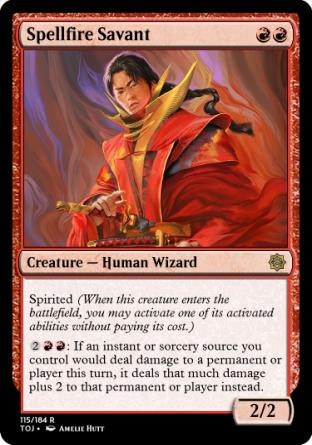 Spellfire Savant
Creature — Human Wizard
Spirited (When this creature enters the
battlefield, you may activate one of its activated
abilities without paying its cost.)
2: If an instant or sorcery source you
control would deal damage to a permanent or
player this turn, it deals that much damage
plus 2 to that permanent or player instead.
2/2
115/184 R
TOJ • Amelie Hutt